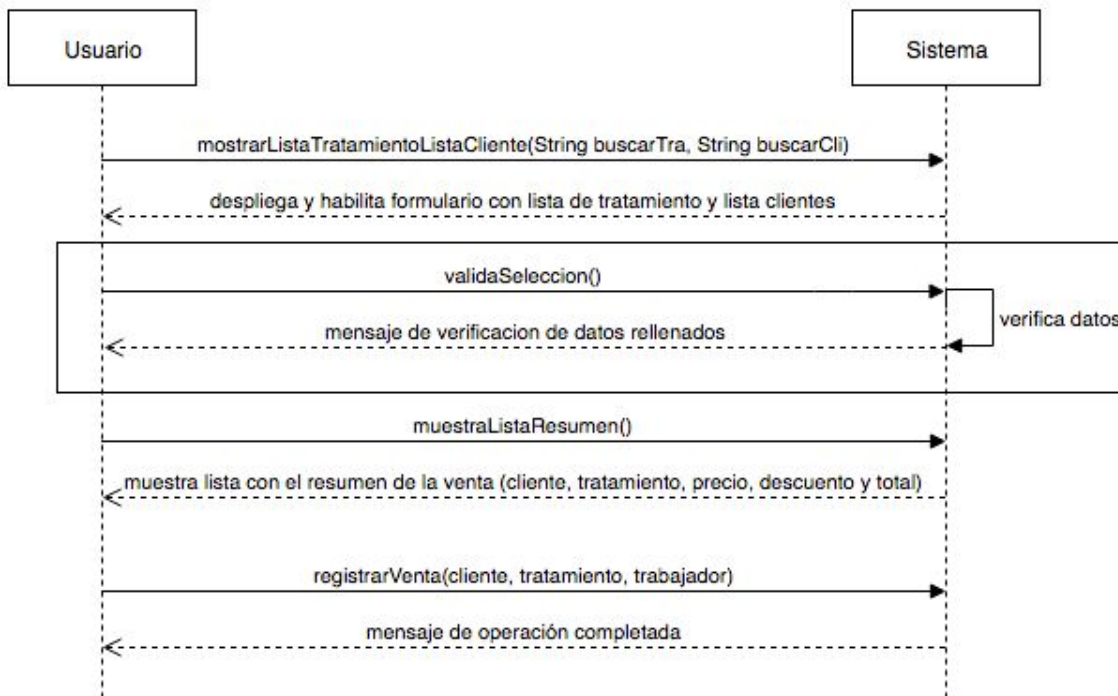 Usuario
Sistema
mostrarListaTratamientoListaCliente(String buscarTra, String buscarCli)
despliega y habilita formulario con lista de tratamiento y lista clientes
validaSeleccion()
verifica datos
mensaje de verificacion de datos rellenados
muestraListaResumen()
muestra lista con el resumen de la venta (cliente, tratamiento, precio, descuento y total)
registrarVenta(cliente, tratamiento, trabajador)
mensaje de operación completada